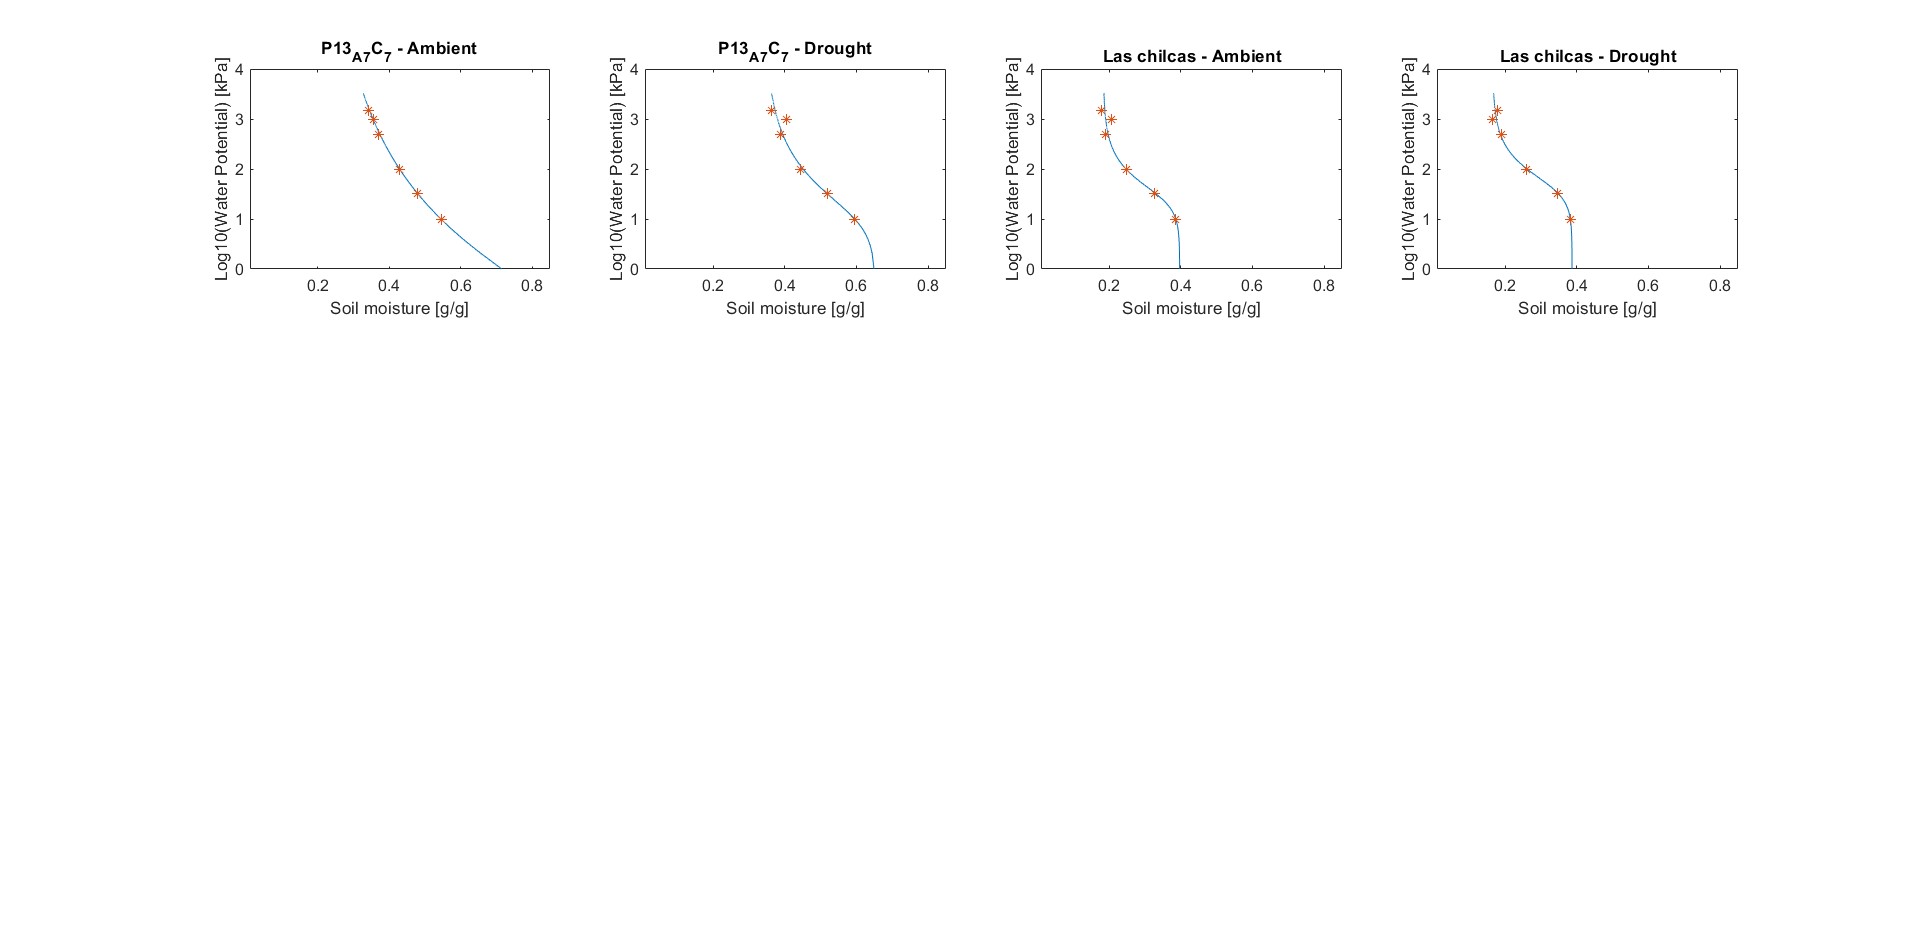 P13A7C7 - Ambient
Log10(Water Potential) [kPa]
4
3
2
1
0
0.2 0.4 0.6 0.8
Soil moisture [g/g]
P13A7C7 - Drought
Log10(Water Potential) [kPa]
4
3
2
1
0
0.2 0.4 0.6 0.8
Soil moisture [g/g]
Las chilcas - Ambient
Log10(Water Potential) [kPa]
4
3
2
1
0
0.2 0.4 0.6 0.8
Soil moisture [g/g]
Las chilcas - Drought
Log10(Water Potential) [kPa]
4
3
2
1
0
0.2 0.4 0.6 0.8
Soil moisture [g/g]